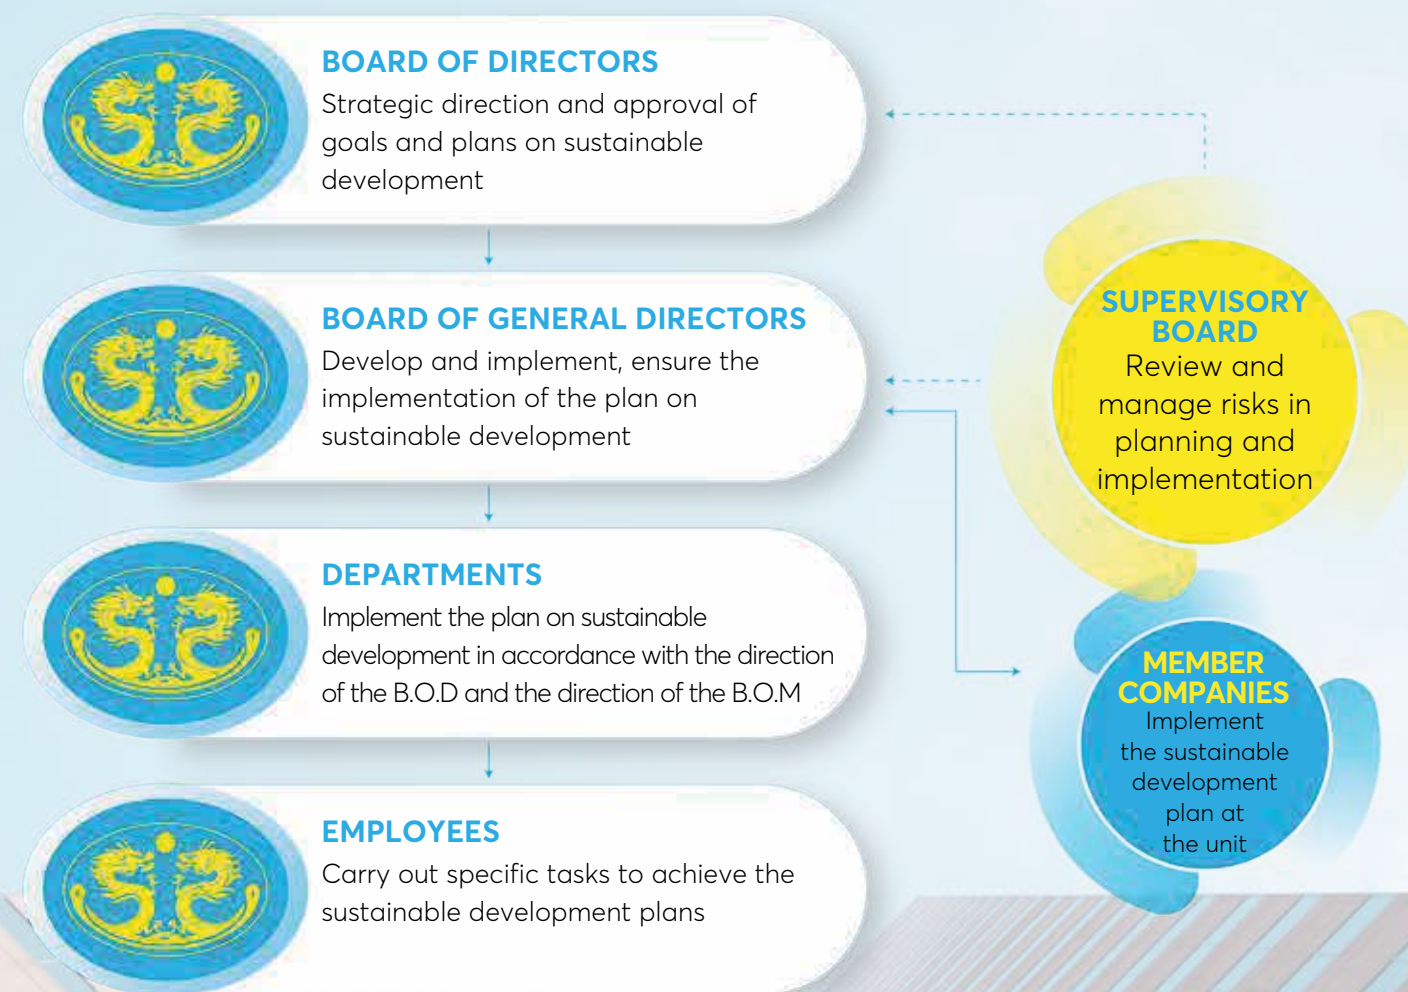 BOARD OF DIRECTORS
Strategic direction and approval of
goals and plans on sustainable
development
BOARD OF GENERAL DIRECTORS
Develop and implement, ensure the
implementation of the plan on
sustainable development
DEPARTMENTS
Implement the plan on sustainable
development in accordance with the direction
of the B.O.D and the direction of the B.O.M
EMPLOYEES
Carry out specific tasks to achieve the
sustainable development plans
SUPERVISORY
BOARD
Review and
manage risks in
planning and
implementation
MEMBER
COMPANIES
Implement
the sustainable
development
plan at
the unit